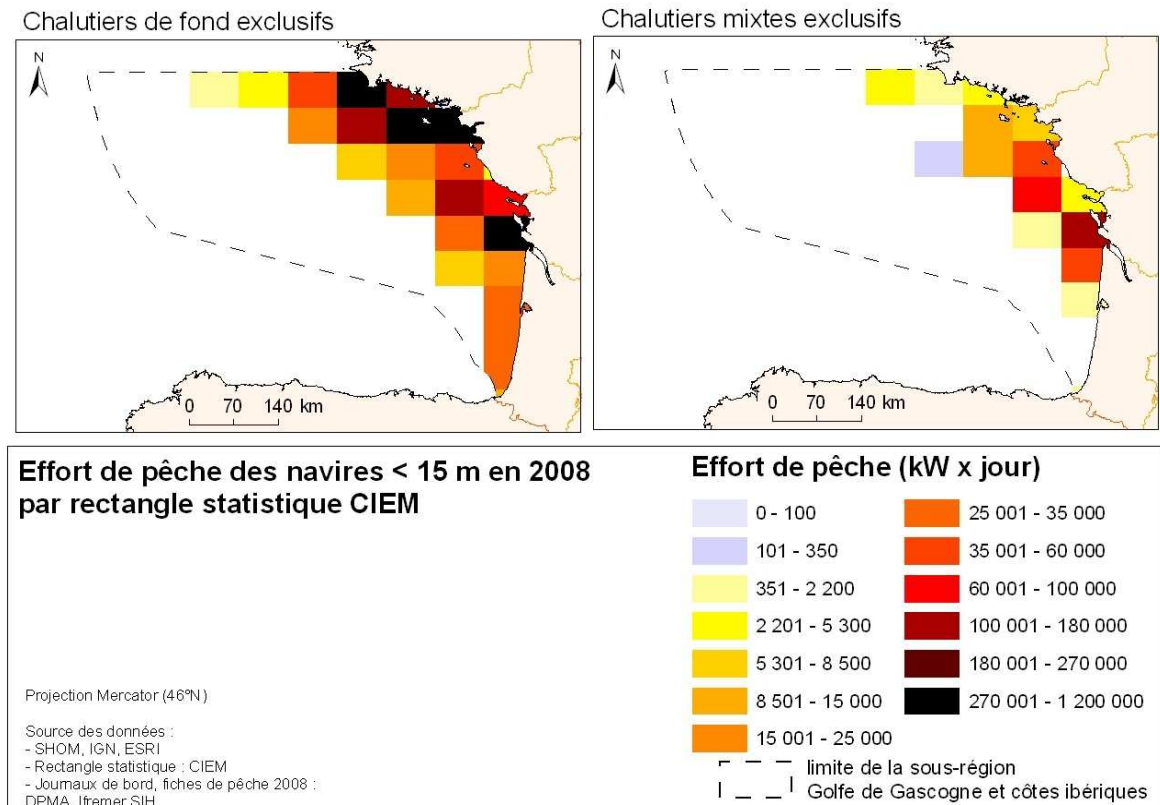 Chalutiers de fond exclusifs
Chalutiers mixtes exclusifs
N
N
0 70 140 km
0 70 140 km
Effort de pêche des navires < 15 m en 2008
par rectangle statistique CIEM
Projection Mercator (46°N)
Source des données :
- SHOM, IGN, ESRI
- Rectangle statistique : CIEM
- Journaux de bord, fiches de pêche 2008 :
DPMA, Ifremer SIH
Effort de pêche (kW x jour)
0 - 100
101 - 350
351 - 2 200
2 201 - 5 300
5 301 - 8 500
8 501 - 15 000
15 001 - 25 000
25 001 - 35 000
35 001 - 60 000
60 001 - 100 000
100 001 - 180 000
180 001 - 270 000
270 001 - 1 200 000
limite de la sous-région
Golfe de Gascogne et côtes ibériques